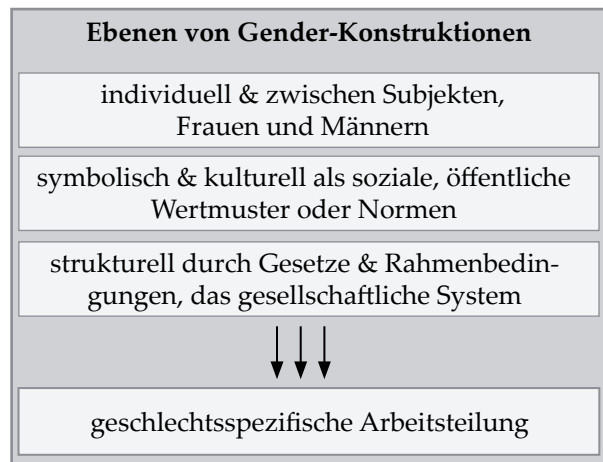 Ebenen von Gender-Konstruktionen
individuell & zwischen Subjekten,
Frauen und Männern
symbolisch & kulturell als soziale, öffentliche
Wertmuster oder Normen
strukturell durch Gesetze & Rahmenbedin-
gungen, das gesellschaftliche System
geschlechtsspezifische Arbeitsteilung